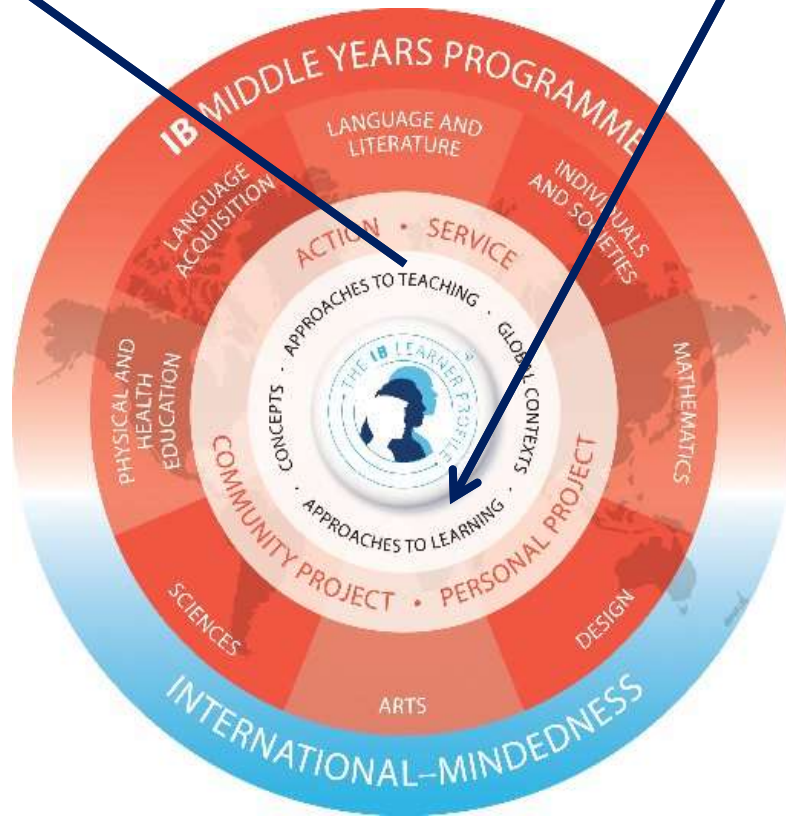 IB MIDDLE YEARS PROGRAMME
LANGUAGE AND
LITERATURE
LANGUAGE
ACQUISITION
INDIVIDUALS
AND SOCIETIES
PHYSICAL AND
HEALTH
EDUCATION
MATHEMATICS
SCIENCES
ARTS
DESIGN
ACTION • SERVICE
COMMUNITY PROJECT • PERSONAL PROJECT
APPROACHES TO TEACHING · GLOBAL CONTEXTS ·
APPROACHES TO LEARNING · CONCEPTS ·
THE IB LEARNER PROFILE
INTERNATIONAL–MINDEDNESS